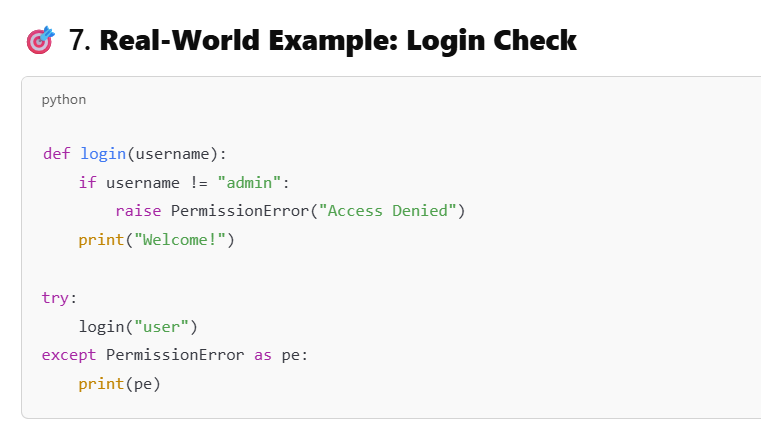 🎯 7. Real-World Example: Login Check
python
def login(username):
    if username != "admin":
        raise PermissionError("Access Denied")
    print("Welcome!")

try:
    login("user")
except PermissionError as pe:
    print(pe)